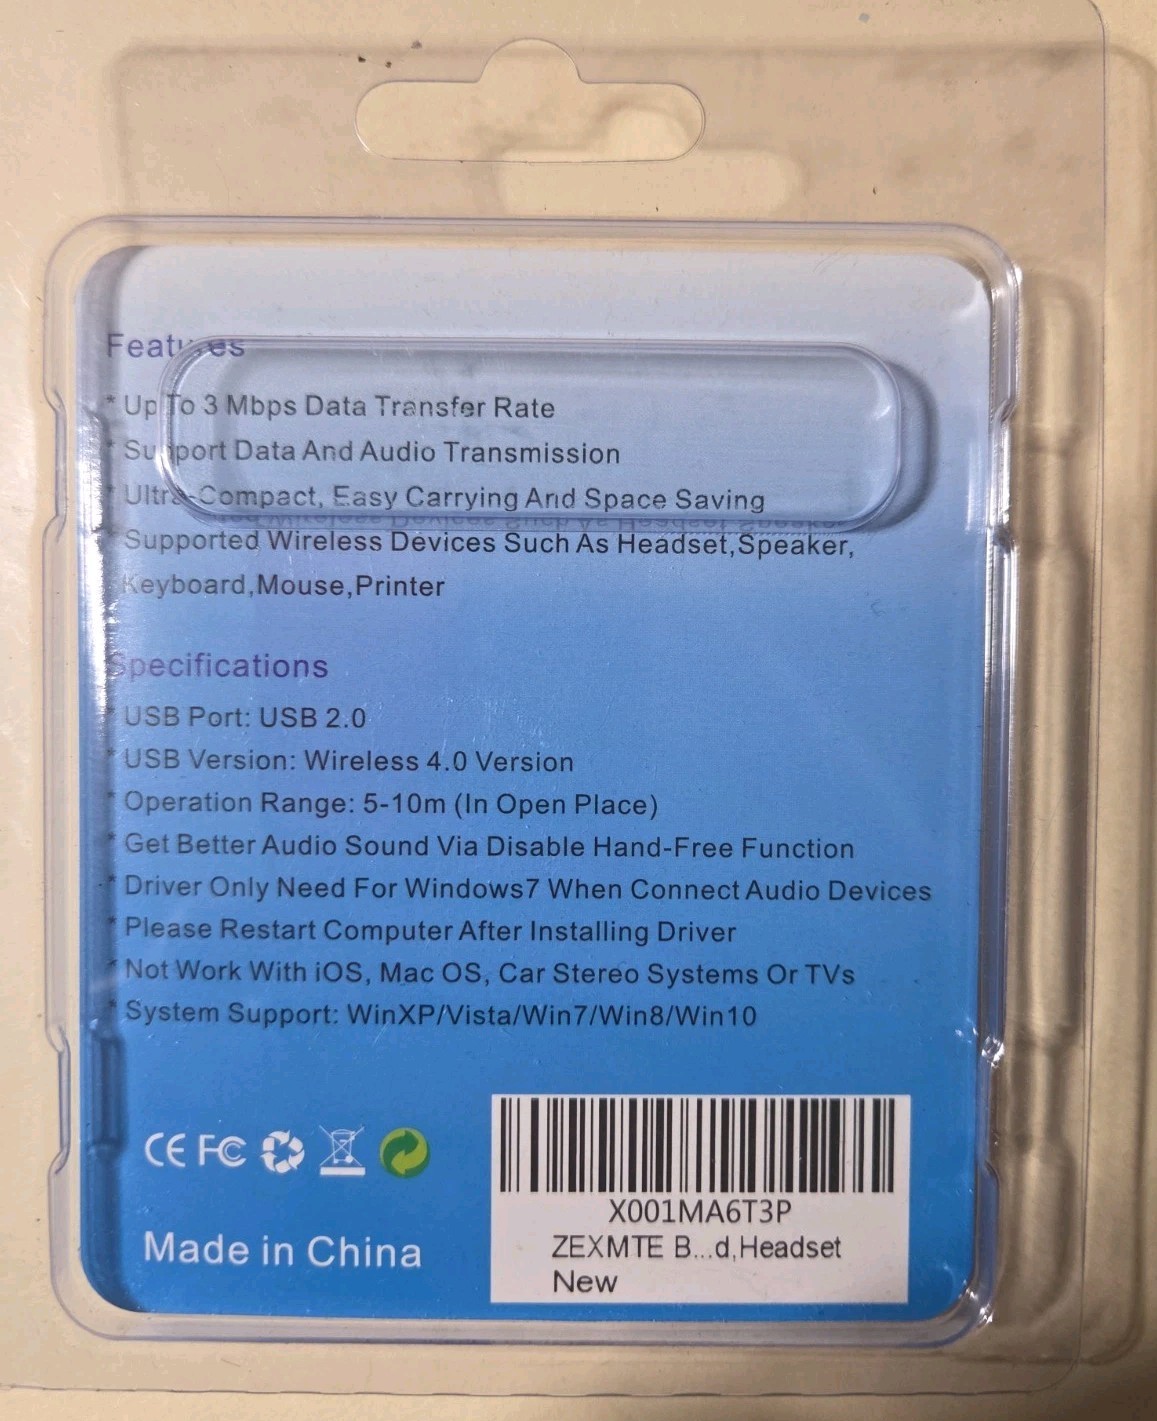 Features
* Up To 3 Mbps Data Transfer Rate
* Support Data And Audio Transmission
* Ultra-Compact, Easy Carrying And Space Saving
* Supported Wireless Devices Such As Headset,Speaker,
Keyboard,Mouse,Printer
Specifications
* USB Port: USB 2.0
* USB Version: Wireless 4.0 Version
* Operation Range: 5-10m (In Open Place)
* Get Better Audio Sound Via Disable Hand-Free Function
* Driver Only Need For Windows7 When Connect Audio Devices
* Please Restart Computer After Installing Driver
* Not Work With iOS, Mac OS, Car Stereo Systems Or TVs
* System Support: WinXP/Vista/Win7/Win8/Win10
CE FC
Made in China
X001MA6T3P
ZEXMTE B...d,Headset
New